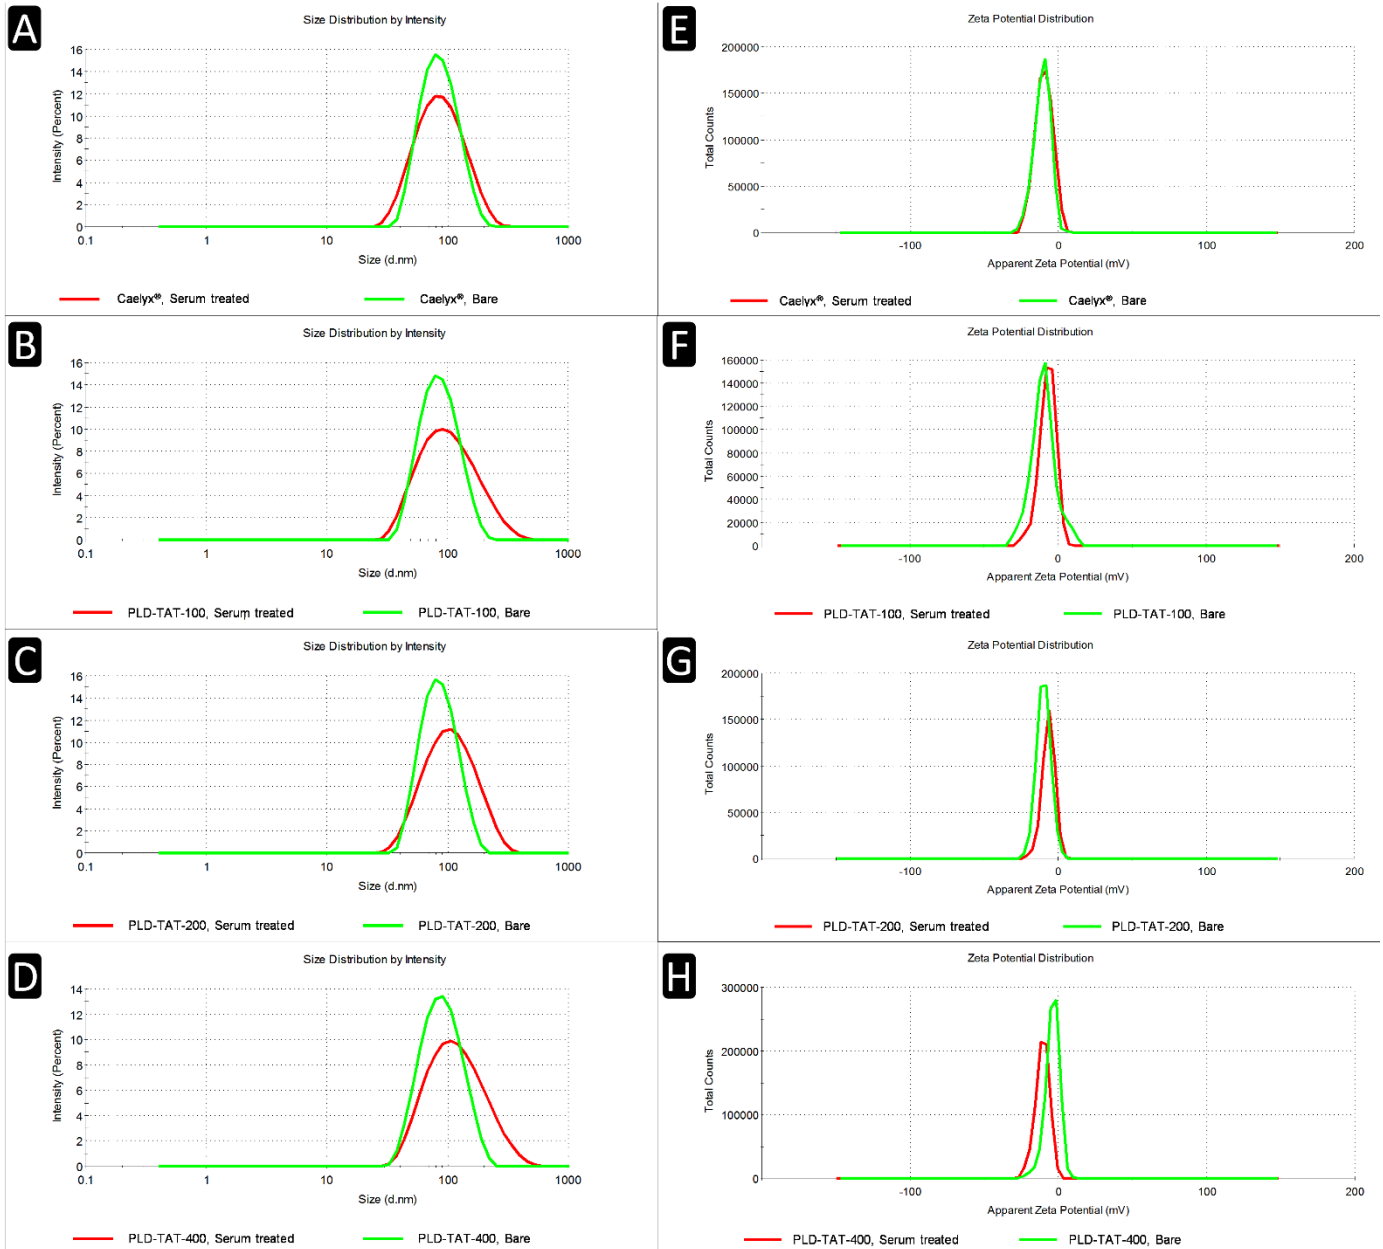 A
Size Distribution by Intensity
16
14
12
10
8
6
4
2
0
Intensity (Percent)
0.1 1 10 100 1000
Size (d.nm)
Caelyx®, Serum treated Caelyx®, Bare
E
Zeta Potential Distribution
200000
150000
100000
50000
0
Total Counts
-100 0 100 200
Apparent Zeta Potential (mV)
Caelyx®, Serum treated Caelyx®, Bare
B
Size Distribution by Intensity
16
14
12
10
8
6
4
2
0
Intensity (Percent)
0.1 1 10 100 1000
Size (d.nm)
PLD-TAT-100, Serum treated PLD-TAT-100, Bare
F
Zeta Potential Distribution
160000
140000
120000
100000
80000
60000
40000
20000
0
Total Counts
-100 0 100 200
Apparent Zeta Potential (mV)
PLD-TAT-100, Serum treated PLD-TAT-100, Bare
C
Size Distribution by Intensity
16
14
12
10
8
6
4
2
0
Intensity (Percent)
0.1 1 10 100 1000
Size (d.nm)
PLD-TAT-200, Serum treated PLD-TAT-200, Bare
G
Zeta Potential Distribution
200000
150000
100000
50000
0
Total Counts
-100 0 100 200
Apparent Zeta Potential (mV)
PLD-TAT-200, Serum treated PLD-TAT-200, Bare
D
Size Distribution by Intensity
14
12
10
8
6
4
2
0
Intensity (Percent)
0.1 1 10 100 1000
Size (d.nm)
PLD-TAT-400, Serum treated PLD-TAT-400, Bare
H
Zeta Potential Distribution
300000
200000
100000
0
Total Counts
-100 0 100 200
Apparent Zeta Potential (mV)
PLD-TAT-400, Serum treated PLD-TAT-400, Bare